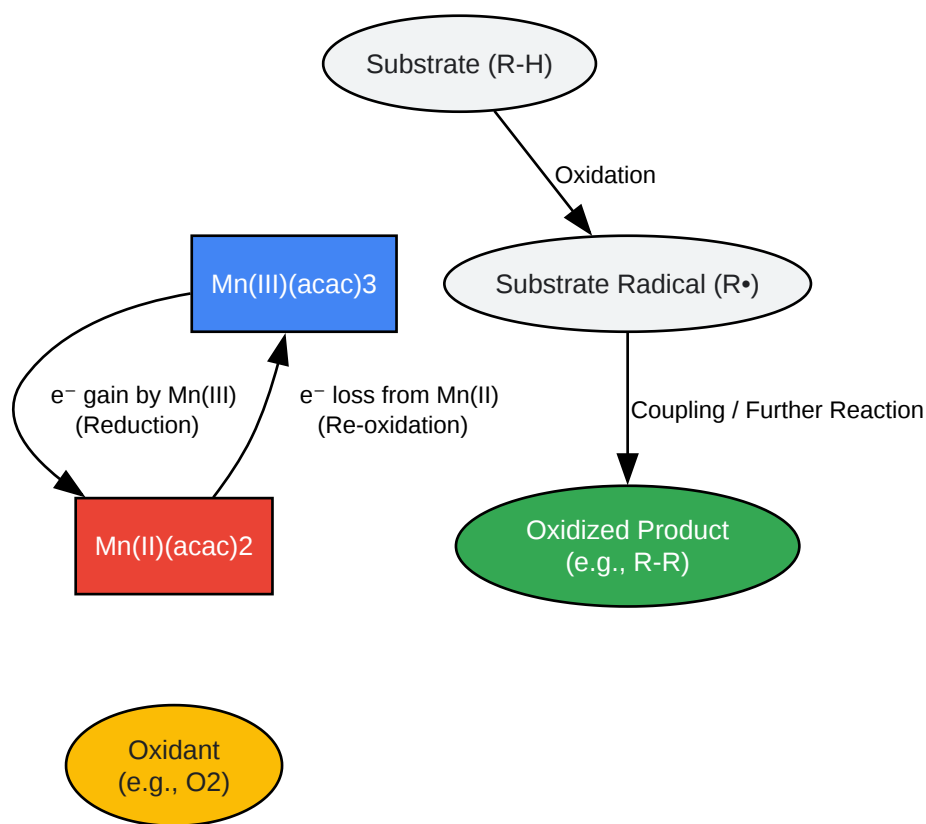 Substrate (R-H)
Oxidation
Mn(III)(acac)3
Substrate Radical (R•)
e⁻ gain by Mn(III)
(Reduction)
e⁻ loss from Mn(II)
(Re-oxidation)
Coupling / Further Reaction
Mn(II)(acac)2
Oxidized Product
(e.g., R-R)
Oxidant
(e.g., O2)